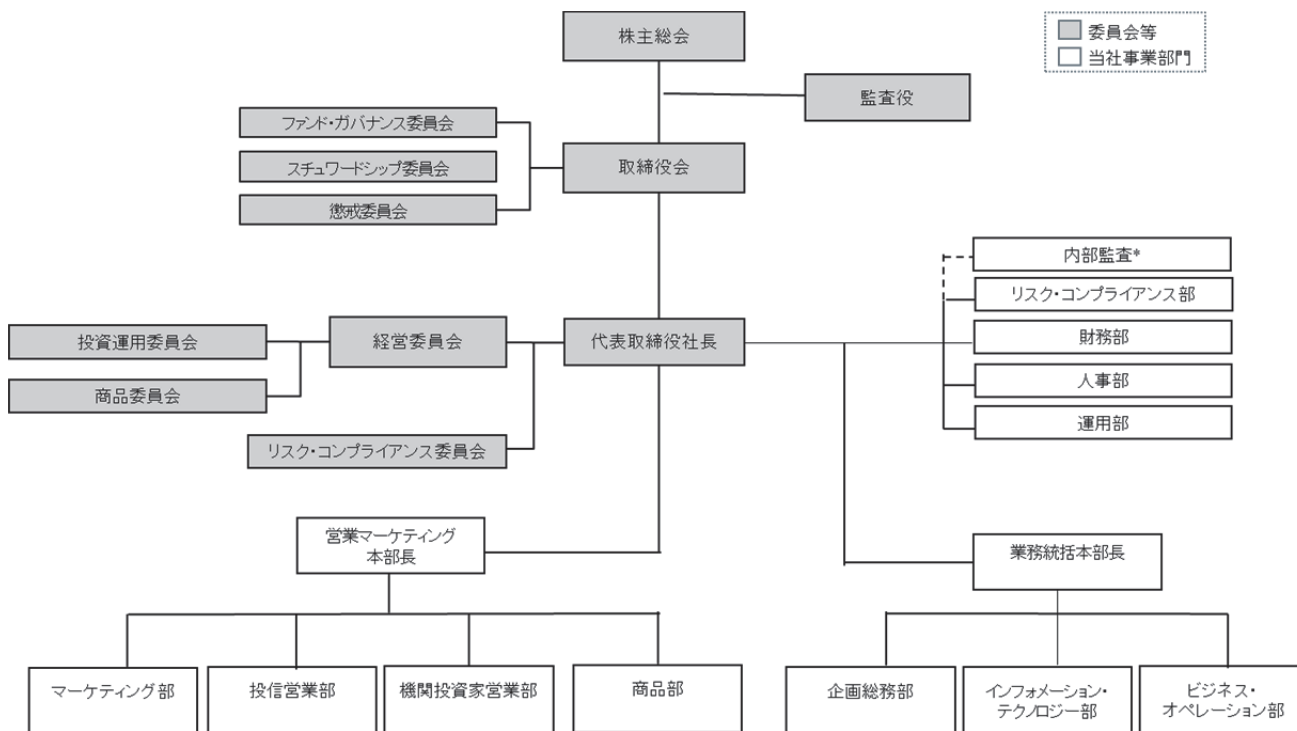 株主総会
委員会等
当社事業部門
監査役
ファンド・ガバナンス委員会
取締役会
スチュワードシップ委員会
懲戒委員会
内部監査*
リスク・コンプライアンス部
投資運用委員会
経営委員会
代表取締役社長
財務部
商品委員会
人事部
運用部
リスク・コンプライアンス委員会
営業マーケティング
本部長
業務統括本部長
マーケティング部
投信営業部
機関投資家営業部
商品部
企画総務部
インフォメーション・
テクノロジー部
ビジネス・
オペレーション部